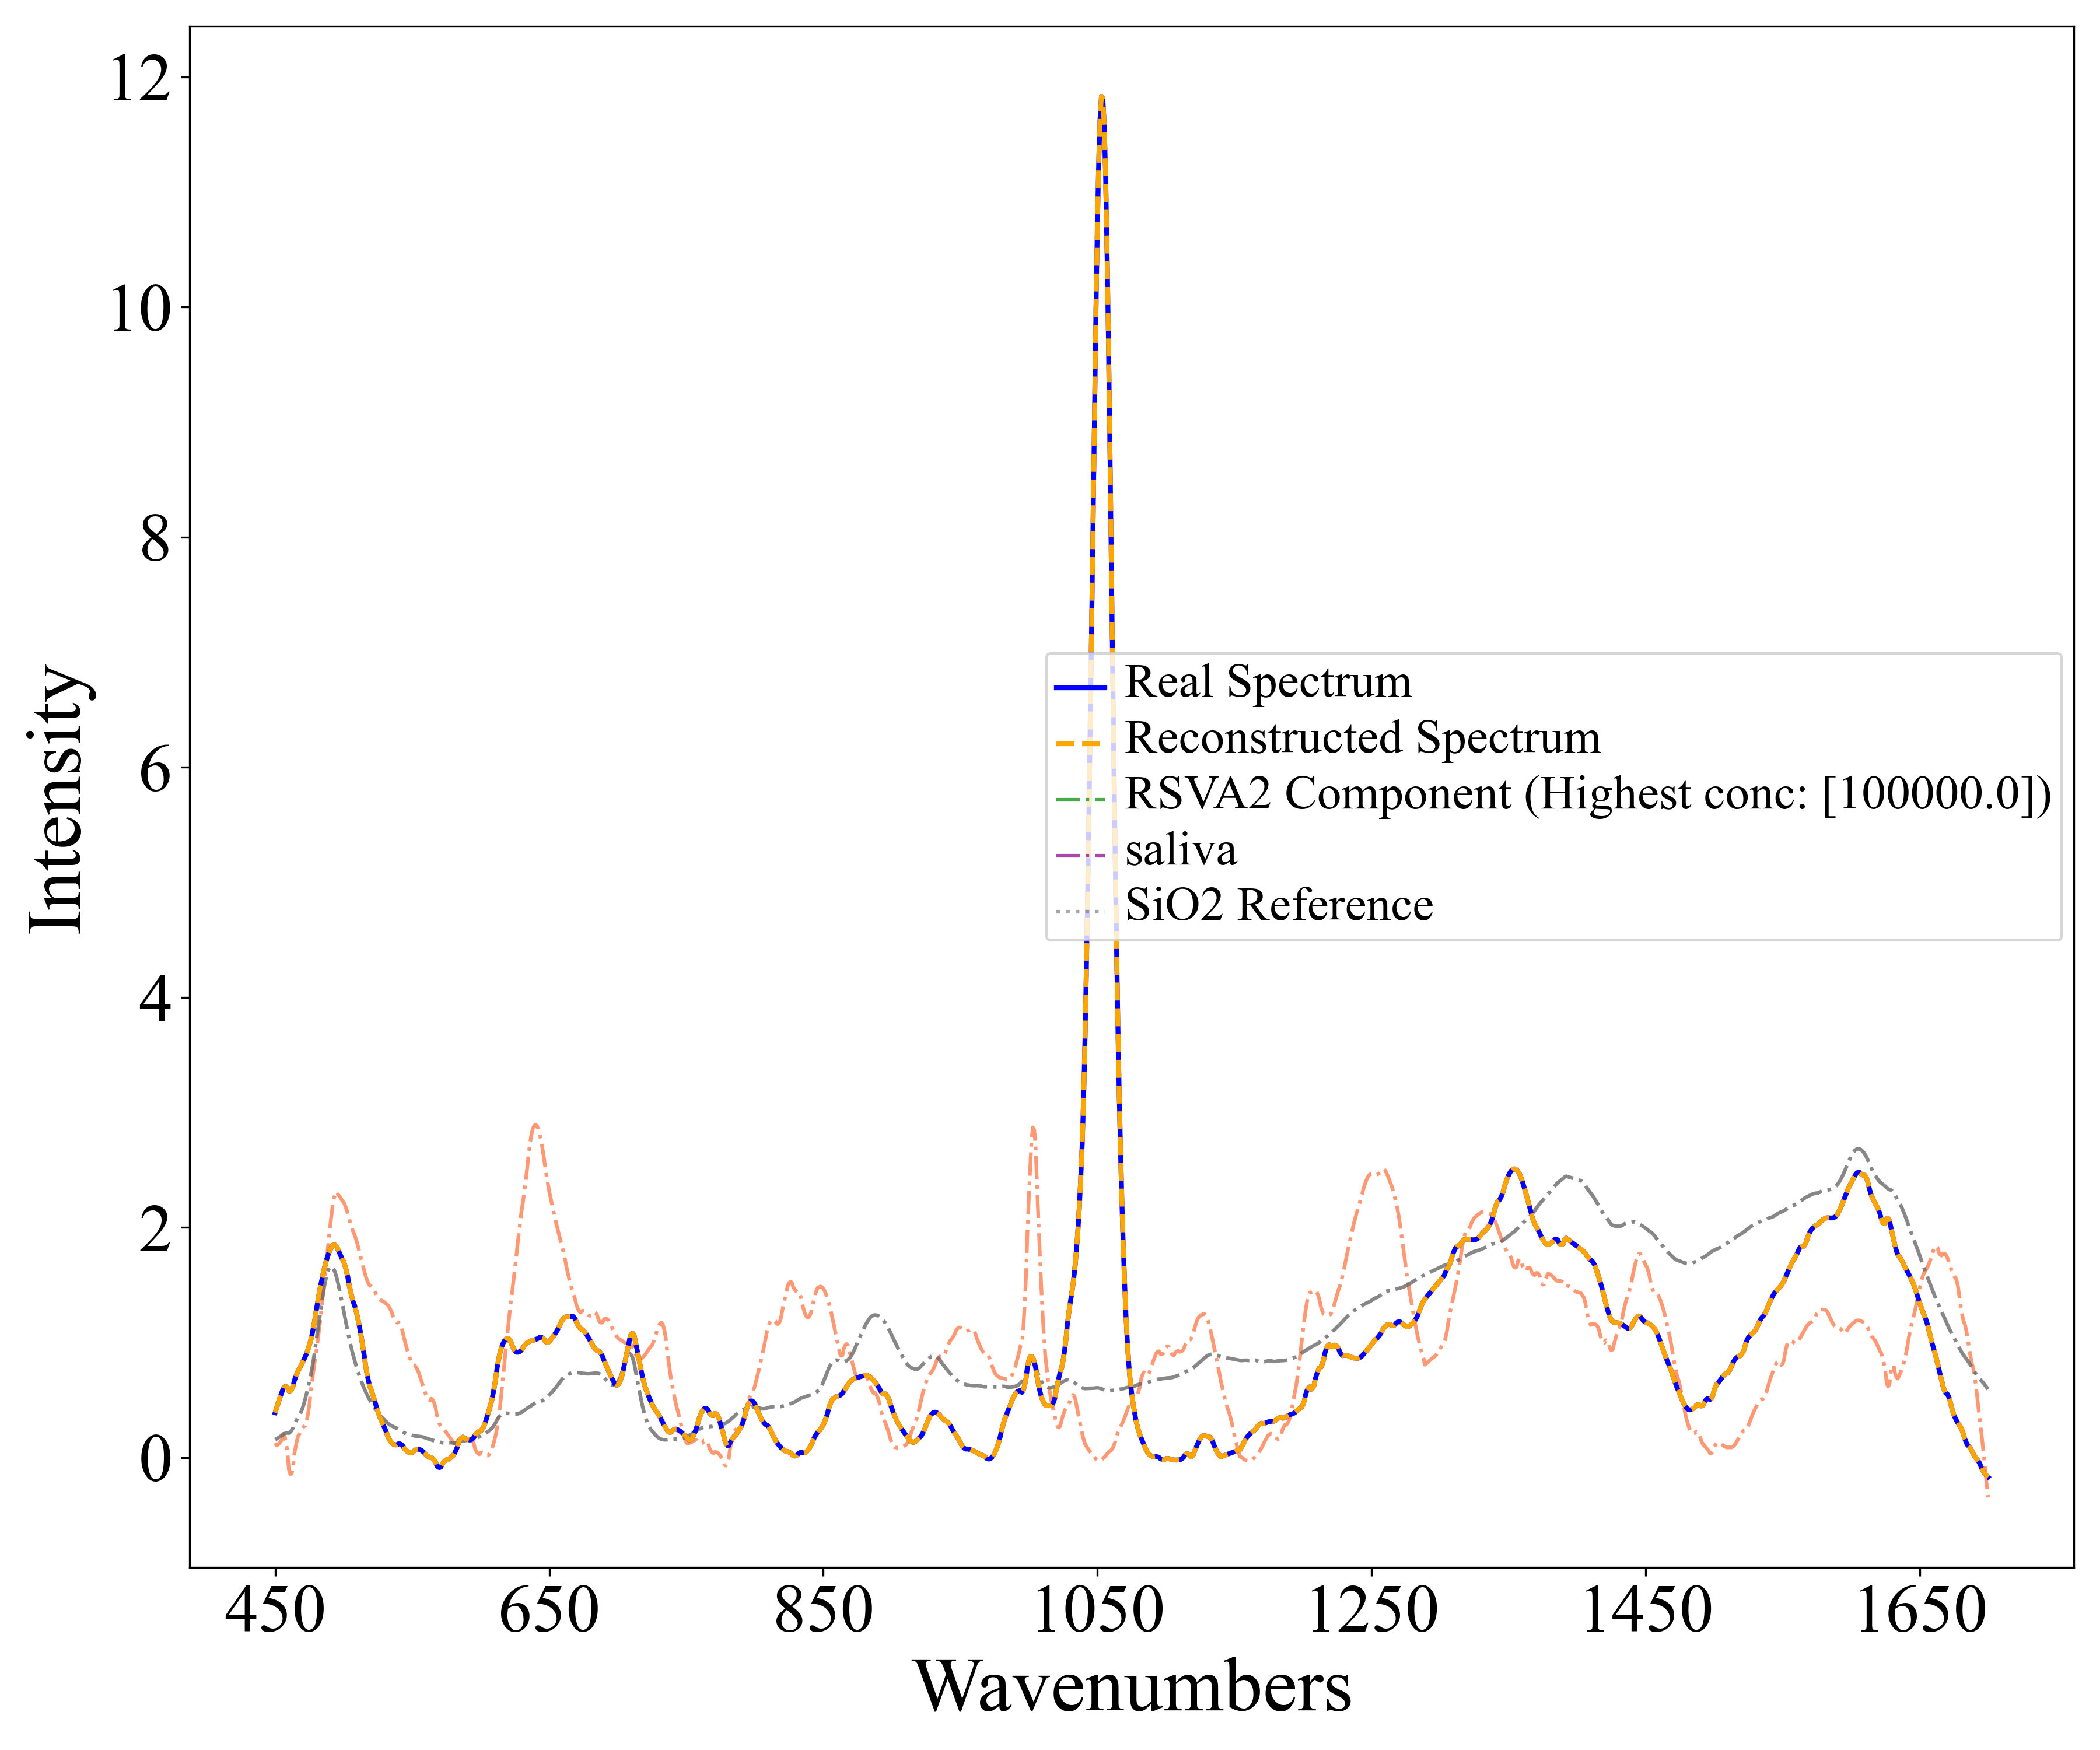 12
10
8
6
4
2
0
Intensity
Real Spectrum
Reconstructed Spectrum
RSVA2 Component (Highest conc: [100000.0])
saliva
SiO2 Reference
450 650 850 1050 1250 1450 1650
Wavenumbers